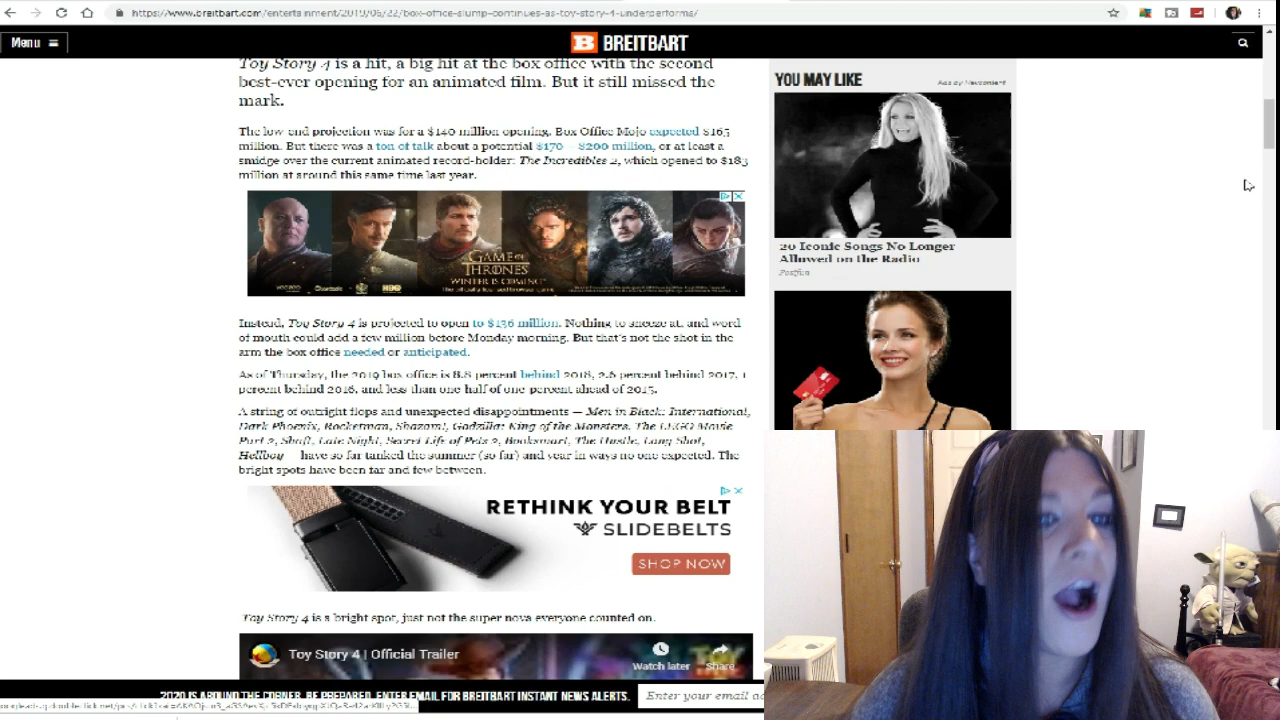 https://www.breitbart.com/entertainment/2019/06/22/box-office-slump-continues-as-toy-story-4-underperforms/
Menu
BREITBART
Toy Story 4 is a hit, a big hit at the box office with the second
best-ever opening for an animated film. But it still missed the
mark.
The low-end projection was for a $140 million opening. Box Office Mojo expected $165
million. But there was a ton of talk about a potential $170 – $200 million, or at least a
smidge over the current animated record-holder: The Incredibles 2, which opened to $183
million at around this same time last year.
GAME OF
THRONES
WINTER IS COMING
HBO
Instead, Toy Story 4 is projected to open to $136 million. Nothing to sneeze at, and word
of mouth could add a few million before Monday morning. But that's not the shot in the
arm the box office needed or anticipated.
As of Thursday, the 2019 box office is 8.8 percent behind 2018, 2.6 percent behind 2017, 1
percent behind 2016, and less than one half of one percent ahead of 2015.
A string of outright flops and unexpected disappointments — Men in Black: International,
Dark Phoenix, Rocketman, Shazam!, Godzilla: King of the Monsters, The LEGO Movie
Part 2, Shaft, Late Night, Secret Life of Pets 2, Booksmart, The Hustle, Long Shot,
Hellboy — have so far tanked the summer (so far) and year in ways no one expected. The
bright spots have been far and few between.
RETHINK YOUR BELT
SLIDEBELTS
SHOP NOW
Toy Story 4 is a bright spot, just not the super nova everyone counted on.
Toy Story 4 | Official Trailer
Watch later
Share
YOU MAY LIKE
Ads by Revcontent
20 Iconic Songs No Longer
Allowed on the Radio
Postfun
2020 IS AROUND THE CORNER. BE PREPARED. ENTER EMAIL FOR BREITBART INSTANT NEWS ALERTS.
Enter your email ad